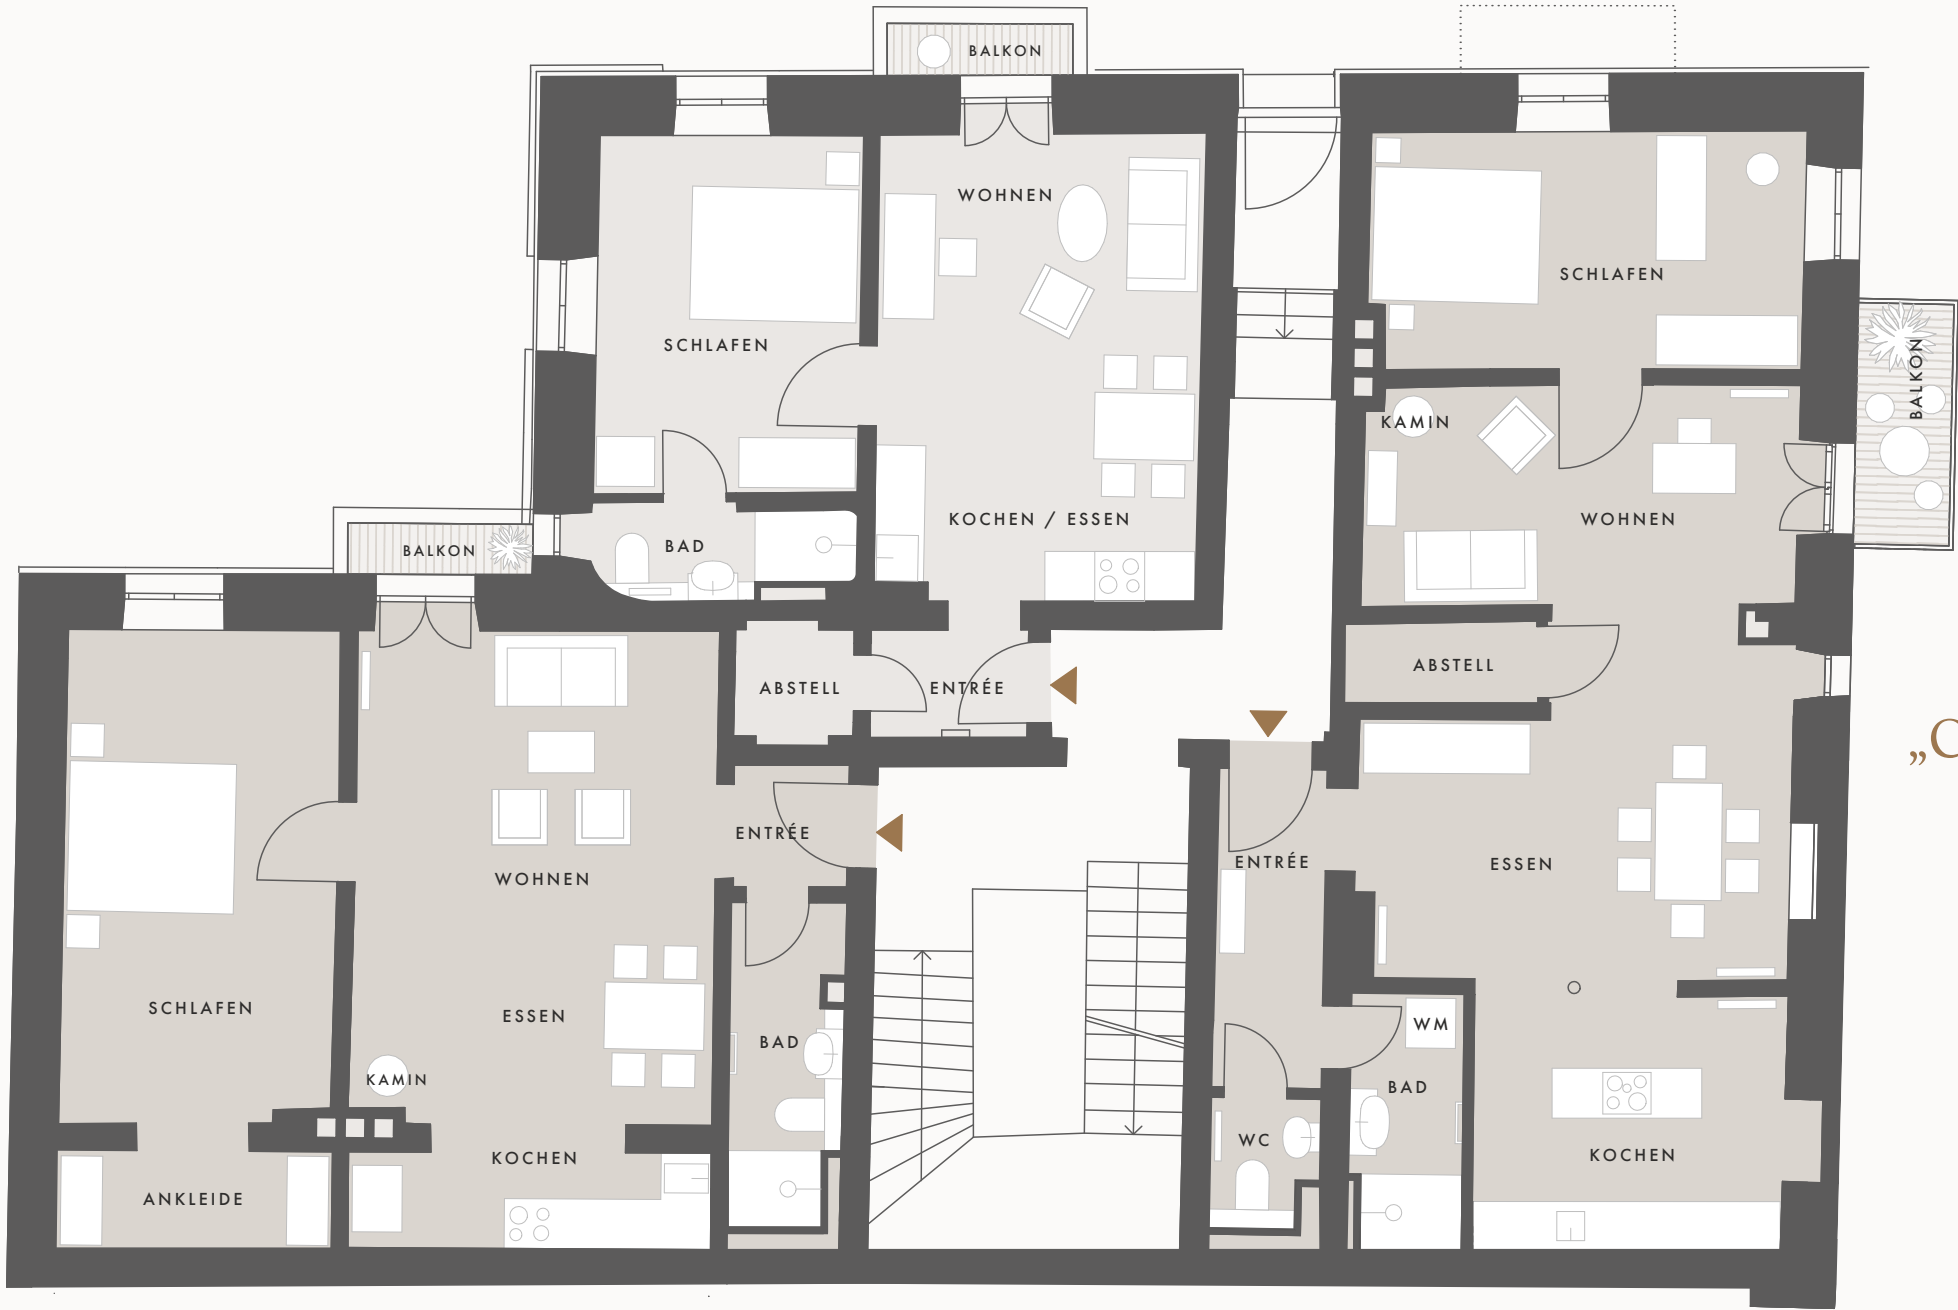 BALKON
WOHNEN
SCHLAFEN
SCHLAFEN
BALKON
KAMIN
WOHNEN
KOCHEN / ESSEN
BAD
BALKON
ABSTELL
ABSTELL
ENTRÉE
„C
ENTRÉE
WOHNEN
ENTRÉE
ESSEN
SCHLAFEN
ESSEN
BAD
WM
KAMIN
BAD
WC
KOCHEN
KOCHEN
ANKLEIDE